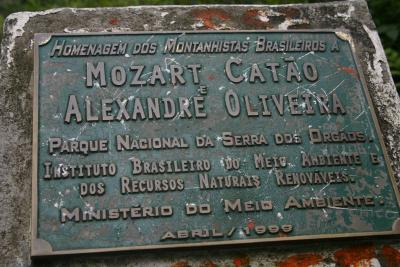 Homenagem dos Montanhistas Brasileiros a
Mozart Catão
e
Alexandre Oliveira
Parque Nacional da Serra dos Órgãos.
Instituto Brasileiro do Meio Ambiente e
dos Recursos Naturais Renováveis.
Ministério do Meio Ambiente.
Abril/1998